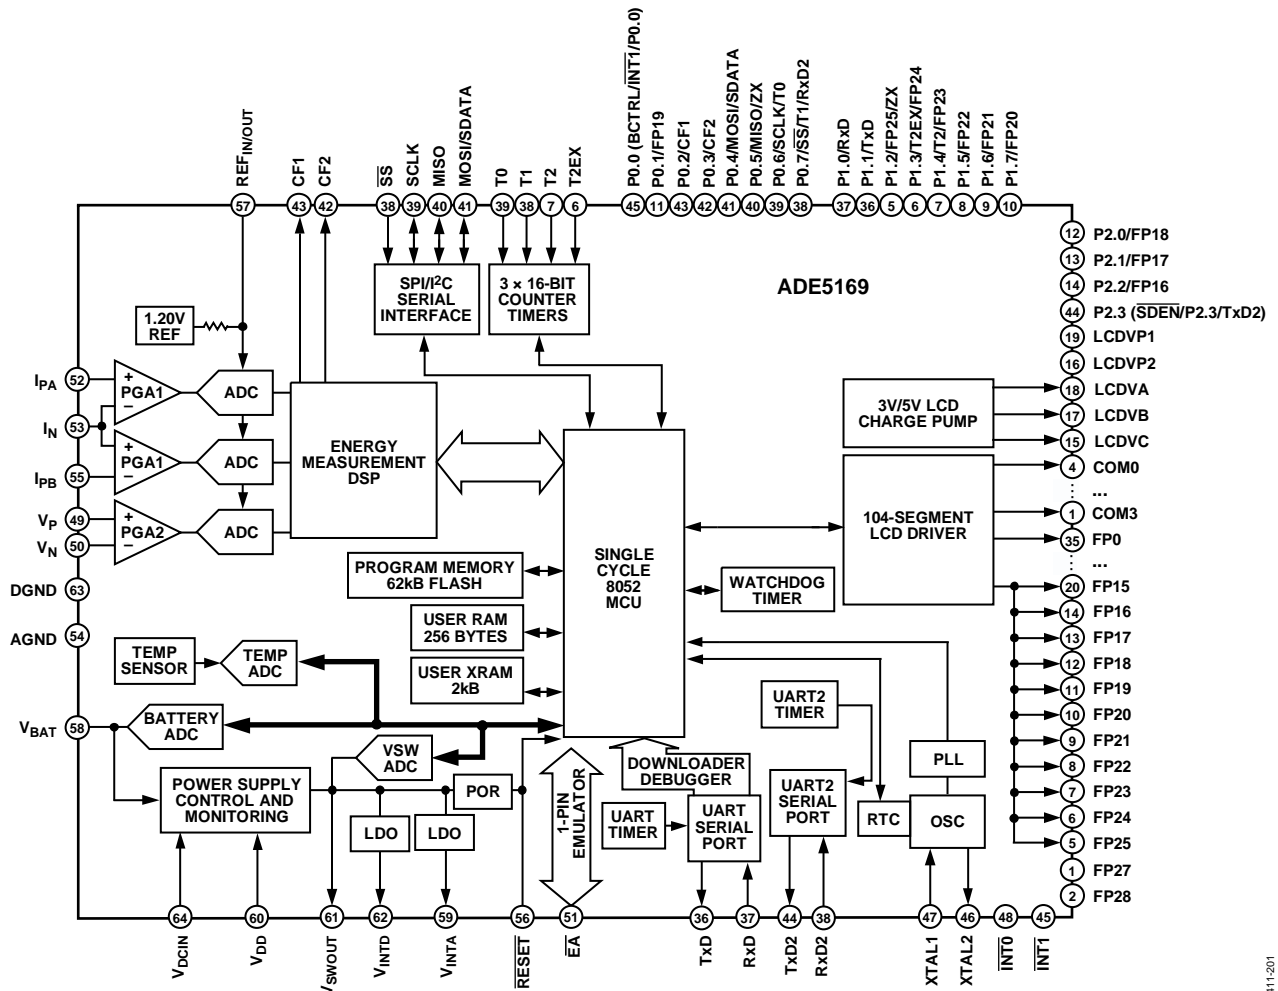 REFIN/OUT
CF1
CF2
SS
SCLK
MISO
MOSI/SDATA
T0
T1
T2
T2EX
P0.0 (BCTRL/INT1/P0.0)
P0.1/FP19
P0.2/CF1
P0.3/CF2
P0.4/MOSI/SDATA
P0.5/MISO/ZX
P0.6/SCLK/T0
P0.7/SS/T1/RxD2
P1.0/RxD
P1.1/TxD
P1.2/FP25/ZX
P1.3/T2EX/FP24
P1.4/T2/FP23
P1.5/FP22
P1.6/FP21
P1.7/FP20
57
43
42
38
39
40
41
39
38
7
6
45
11
43
42
41
40
39
38
37
36
5
6
7
8
9
10
ADE5169
12 P2.0/FP18
13 P2.1/FP17
14 P2.2/FP16
44 P2.3 (SDEN/P2.3/TxD2)
19 LCDVP1
16 LCDVP2
18 LCDVA
17 LCDVB
15 LCDVC
4 COM0
...
1 COM3
35 FP0
...
20 FP15
14 FP16
13 FP17
12 FP18
11 FP19
10 FP20
9 FP21
8 FP22
7 FP23
6 FP24
5 FP25
1 FP27
2 FP28
SPI/I2C
SERIAL
INTERFACE
3 × 16-BIT
COUNTER
TIMERS
1.20V
REF
IPA 52
IN 53
IPB 55
VP 49
VN 50
DGND 63
AGND 54
VBAT 58
+
PGA1
–
ADC
+
PGA1
–
ADC
+
PGA2
–
ADC
ENERGY
MEASUREMENT
DSP
3V/5V LCD
CHARGE PUMP
104-SEGMENT
LCD DRIVER
SINGLE
CYCLE
8052
MCU
PROGRAM MEMORY
62kB FLASH
WATCHDOG
TIMER
USER RAM
256 BYTES
USER XRAM
2kB
TEMP
SENSOR
TEMP
ADC
BATTERY
ADC
VSW
ADC
POWER SUPPLY
CONTROL AND
MONITORING
POR
LDO
LDO
1-PIN
EMULATOR
DOWNLOADER
DEBUGGER
UART
TIMER
UART
SERIAL
PORT
UART2
TIMER
UART2
SERIAL
PORT
PLL
RTC
OSC
64
60
61
62
59
56
51
36
37
44
38
47
46
48
45
VDCIN
VDD
VSWOUT
VINTD
VINTA
RESET
EA
TxD
RxD
TxD2
RxD2
XTAL1
XTAL2
INT0
INT1